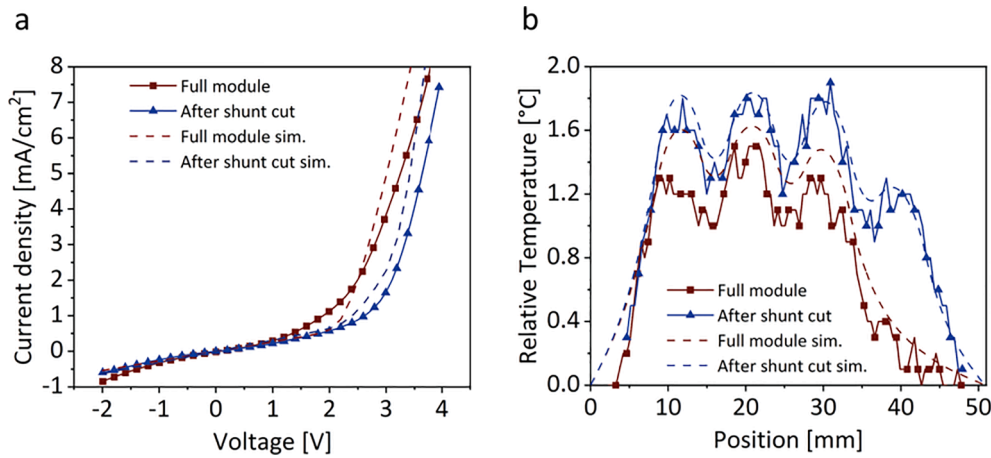 a
8
7
6
5
4
3
2
1
0
-1
Current density [mA/cm²]
Full module
After shunt cut
Full module sim.
After shunt cut sim.
-2 -1 0 1 2 3 4
Voltage [V]
b
2.0
1.6
1.2
0.8
0.4
0.0
Relative Temperature [°C]
Full module
After shunt cut
Full module sim.
After shunt cut sim.
0 10 20 30 40 50
Position [mm]